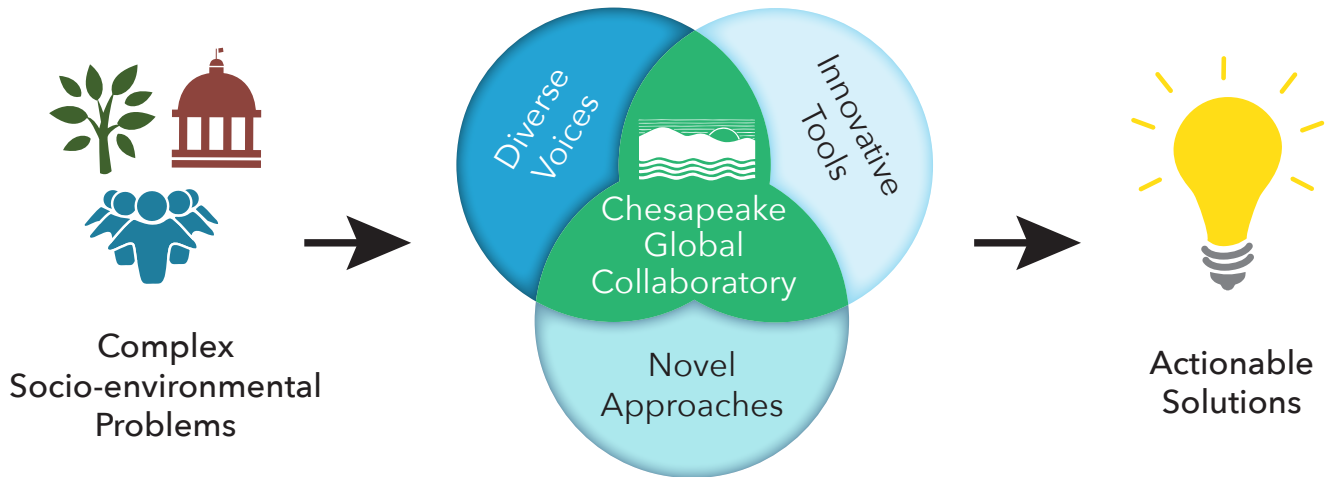 Complex
Socio-environmental
Problems
Diverse
Voices
Innovative
Tools
Chesapeake
Global
Collaboratory
Novel
Approaches
Actionable
Solutions